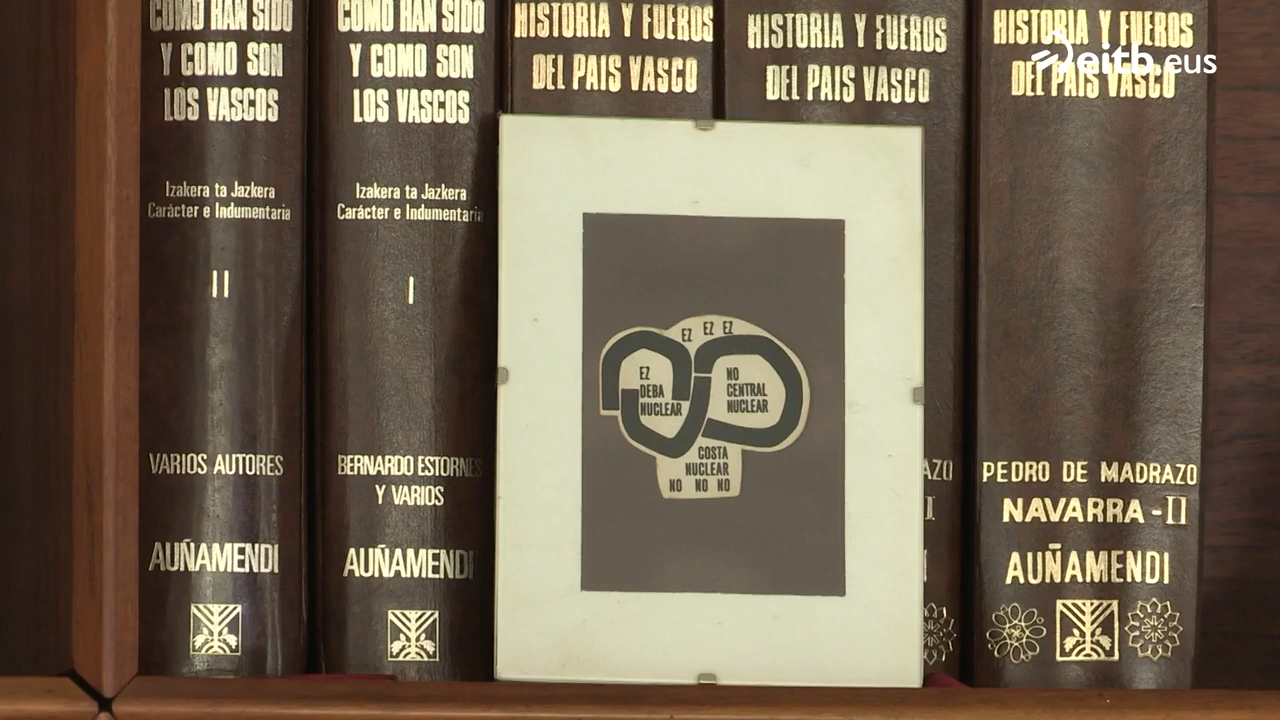 COMO HAN SIDO
Y COMO SON
LOS VASCOS
Izakera ta Jazkera
Carácter e Indumentaria
II
VARIOS AUTORES
AUÑAMENDI
COMO HAN SIDO
Y COMO SON
LOS VASCOS
Izakera ta Jazkera
Carácter e Indumentaria
I
BERNARDO ESTORNES
Y VARIOS
AUÑAMENDI
HISTORIA Y FUEROS
DEL PAIS VASCO
HISTORIA Y FUEROS
DEL PAIS VASCO
HISTORIA Y FUEROS
DEL PAIS VASCO
PEDRO DE MADRAZO
NAVARRA - II
AUÑAMENDI
EZ EZ EZ
EZ
DEBA
NUCLEAR
NO
CENTRAL
NUCLEAR
COSTA
NUCLEAR
NO NO NO
eitb.eus